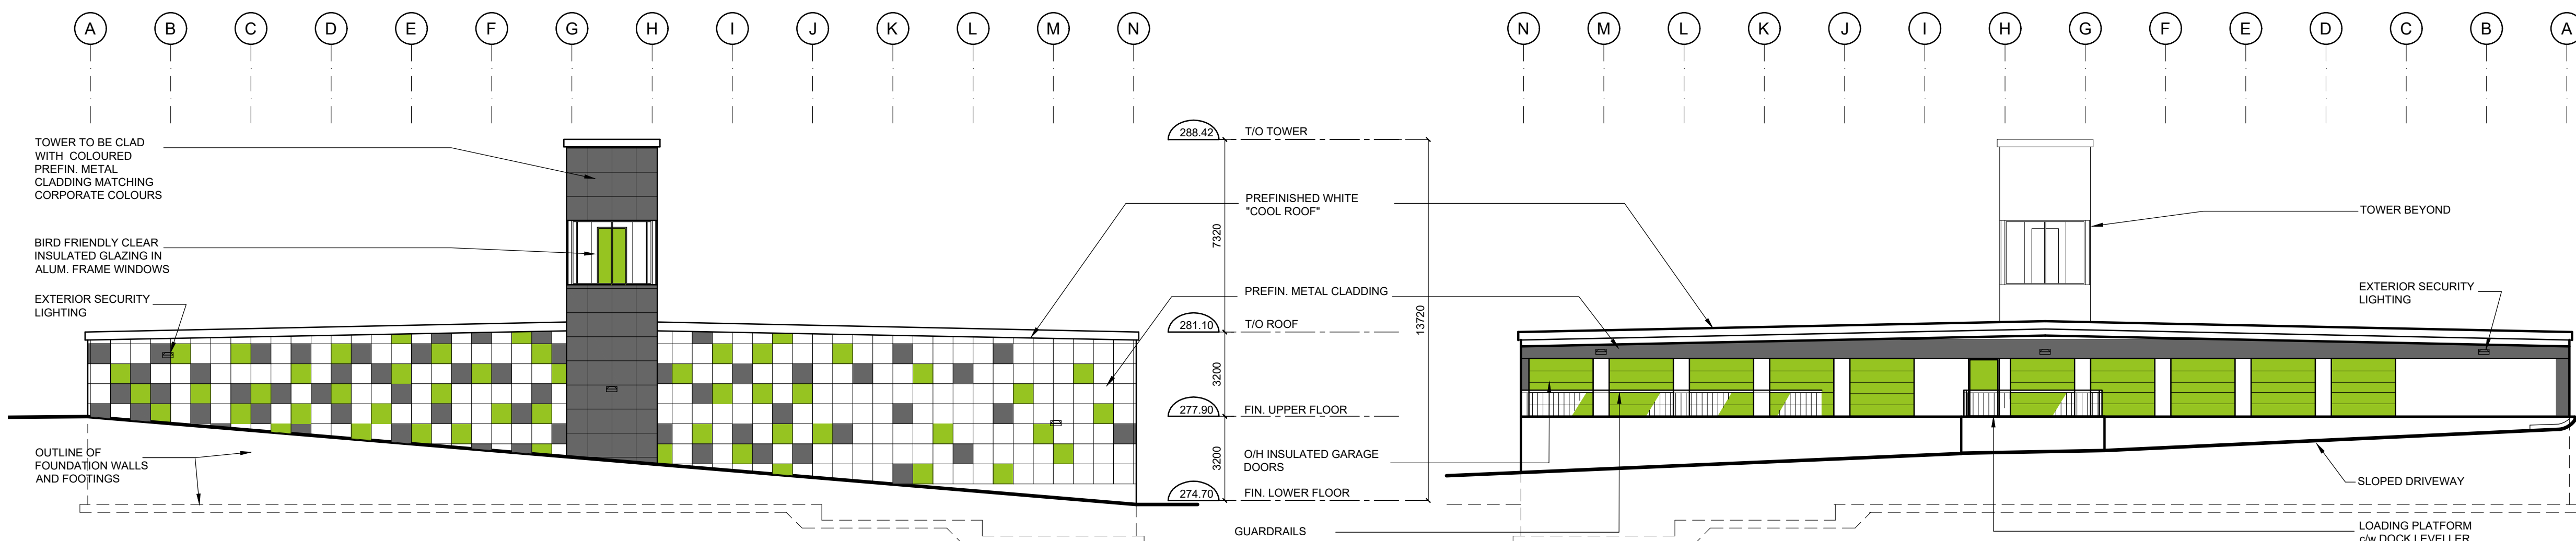 A B C D E F G H I J K L M N
N M L K J I H G F E D C B A
TOWER TO BE CLAD
WITH COLOURED
PREFIN. METAL
CLADDING MATCHING
CORPORATE COLOURS
BIRD FRIENDLY CLEAR
INSULATED GLAZING IN
ALUM. FRAME WINDOWS
EXTERIOR SECURITY
LIGHTING
OUTLINE OF
FOUNDATION WALLS
AND FOOTINGS
288.42 T/O TOWER
PREFINISHED WHITE
"COOL ROOF"
7320
PREFIN. METAL CLADDING
13720
281.10 T/O ROOF
3200
277.90 FIN. UPPER FLOOR
O/H INSULATED GARAGE
DOORS
3200
274.70 FIN. LOWER FLOOR
GUARDRAILS
TOWER BEYOND
EXTERIOR SECURITY
LIGHTING
SLOPED DRIVEWAY
LOADING PLATFORM
c/w DOCK LEVELLER